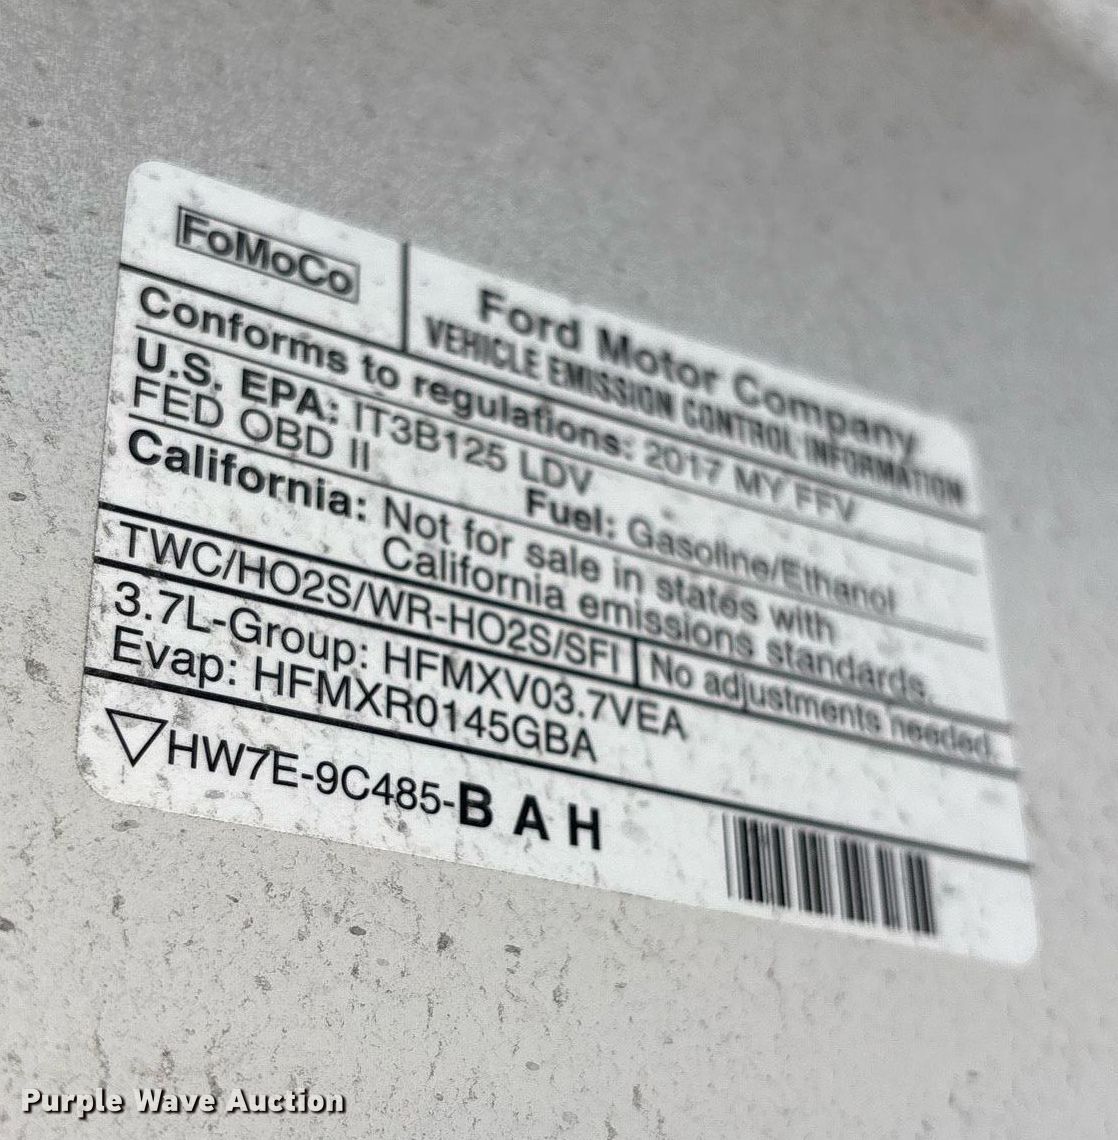 FoMoCo
Ford Motor Company
VEHICLE EMISSION CONTROL INFORMATION
Conforms to regulations: 2017 MY FFV
U.S. EPA: IT3B125 LDV
FED OBD II Fuel: Gasoline/Ethanol
California: Not for sale in states with
California emissions standards.
TWC/HO2S/WR-HO2S/SFI No adjustments needed.
3.7L-Group: HFMXV03.7VEA
Evap: HFMXR0145GBA
HW7E-9C485-B A H
Purple Wave Auction